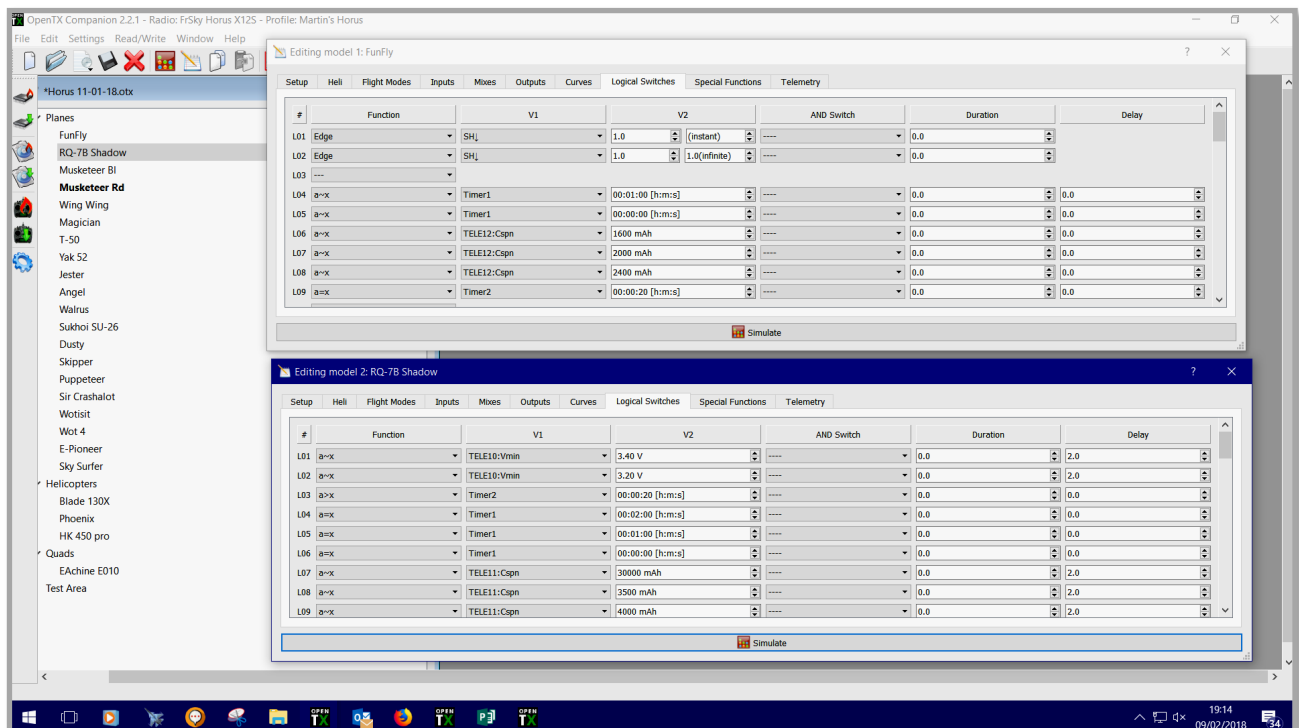 OpenTX Companion 2.2.1 - Radio: FrSky Horus X12S - Profile: Martin's Horus
File Edit Settings Read/Write Window Help
*Horus 11-01-18.otx
Planes
FunFly
RQ-7B Shadow
Musketeer Bl
Musketeer Rd
Wing Wing
Magician
T-50
Yak 52
Jester
Angel
Walrus
Sukhoi SU-26
Dusty
Skipper
Puppeteer
Sir Crashalot
Wotisit
Wot 4
E-Pioneer
Sky Surfer
Helicopters
Blade 130X
Phoenix
HK 450 pro
Quads
EAchine E010
Test Area
Editing model 1: FunFly ?
Setup Heli Flight Modes Inputs Mixes Outputs Curves Logical Switches Special Functions Telemetry
# Function V1 V2 AND Switch Duration Delay
L01 Edge SH↓ 1.0 (instant) ---- 0.0
L02 Edge SH↓ 1.0 1.0(infinite) ---- 0.0
L03 ---
L04 a~x Timer1 00:01:00 [h:m:s] ---- 0.0 0.0
L05 a~x Timer1 00:00:00 [h:m:s] ---- 0.0 0.0
L06 a~x TELE12:Cspn 1600 mAh ---- 0.0 0.0
L07 a~x TELE12:Cspn 2000 mAh ---- 0.0 0.0
L08 a~x TELE12:Cspn 2400 mAh ---- 0.0 0.0
L09 a=x Timer2 00:00:20 [h:m:s] ---- 0.0 0.0
Simulate
Editing model 2: RQ-7B Shadow ?
Setup Heli Flight Modes Inputs Mixes Outputs Curves Logical Switches Special Functions Telemetry
# Function V1 V2 AND Switch Duration Delay
L01 a~x TELE10:Vmin 3.40 V ---- 0.0 2.0
L02 a~x TELE10:Vmin 3.20 V ---- 0.0 2.0
L03 a>x Timer2 00:00:20 [h:m:s] ---- 0.0 0.0
L04 a=x Timer1 00:02:00 [h:m:s] ---- 0.0 0.0
L05 a=x Timer1 00:01:00 [h:m:s] ---- 0.0 0.0
L06 a=x Timer1 00:00:00 [h:m:s] ---- 0.0 0.0
L07 a~x TELE11:Cspn 30000 mAh ---- 0.0 2.0
L08 a~x TELE11:Cspn 3500 mAh ---- 0.0 2.0
L09 a~x TELE11:Cspn 4000 mAh ---- 0.0 2.0
Simulate
OPEN TX
OPEN TX
OPEN TX
19:14
09/02/2018
34